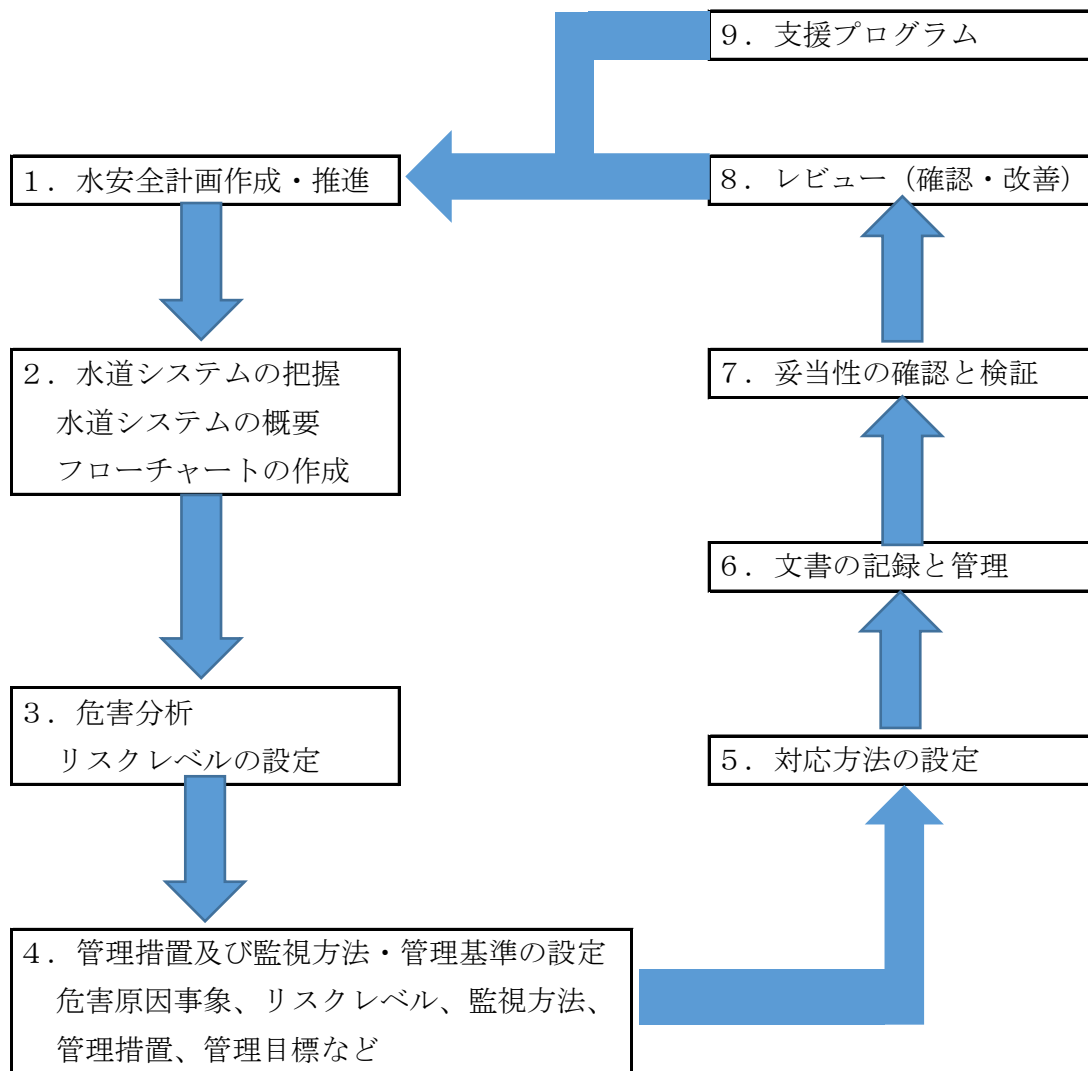 ９．支援プログラム
１．水安全計画作成・推進
８．レビュー（確認・改善）
２．水道システムの把握
水道システムの概要
フローチャートの作成
７．妥当性の確認と検証
６．文書の記録と管理
３．危害分析
リスクレベルの設定
５．対応方法の設定
４．管理措置及び監視方法・管理基準の設定
危害原因事象、リスクレベル、監視方法、
管理措置、管理目標など